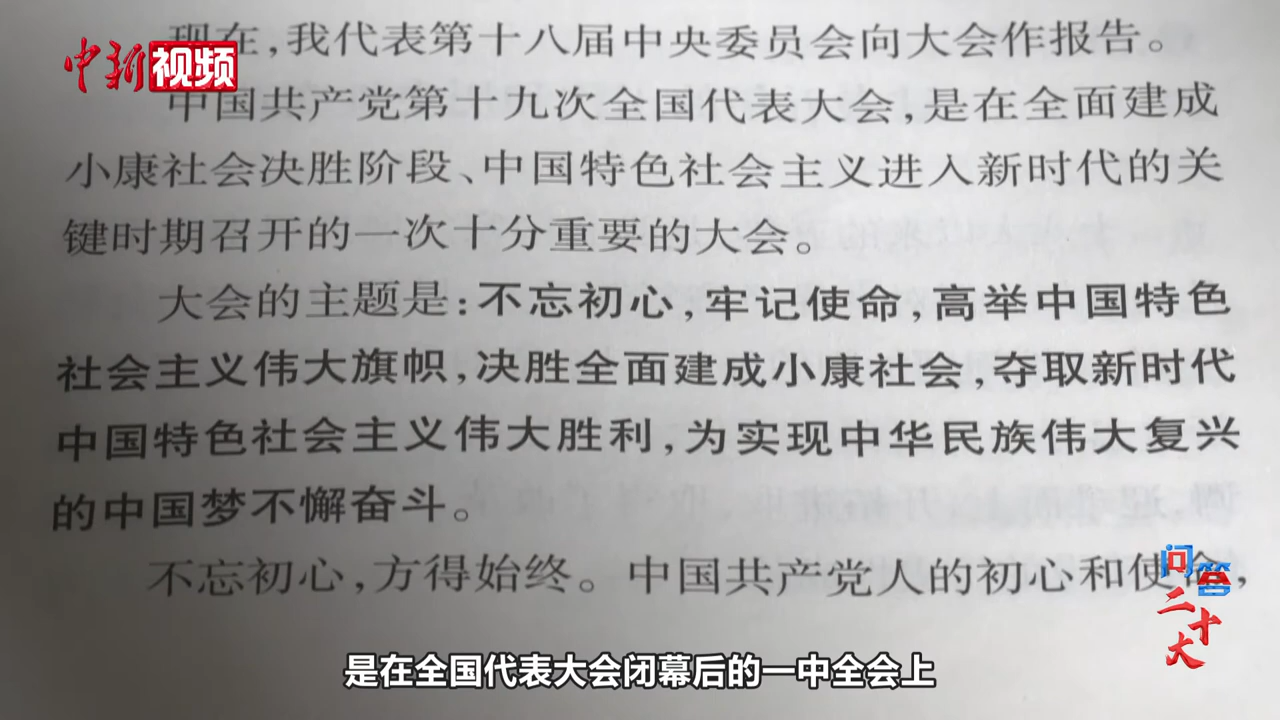 中新视频
现在,我代表第十八届中央委员会向大会作报告。
中国共产党第十九次全国代表大会,是在全面建成
小康社会决胜阶段、中国特色社会主义进入新时代的关
键时期召开的一次十分重要的大会。
大会的主题是:不忘初心,牢记使命,高举中国特色
社会主义伟大旗帜,决胜全面建成小康社会,夺取新时代
中国特色社会主义伟大胜利,为实现中华民族伟大复兴
的中国梦不懈奋斗。
不忘初心,方得始终。中国共产党人的初心和使命,
问答
二十大
是在全国代表大会闭幕后的一中全会上